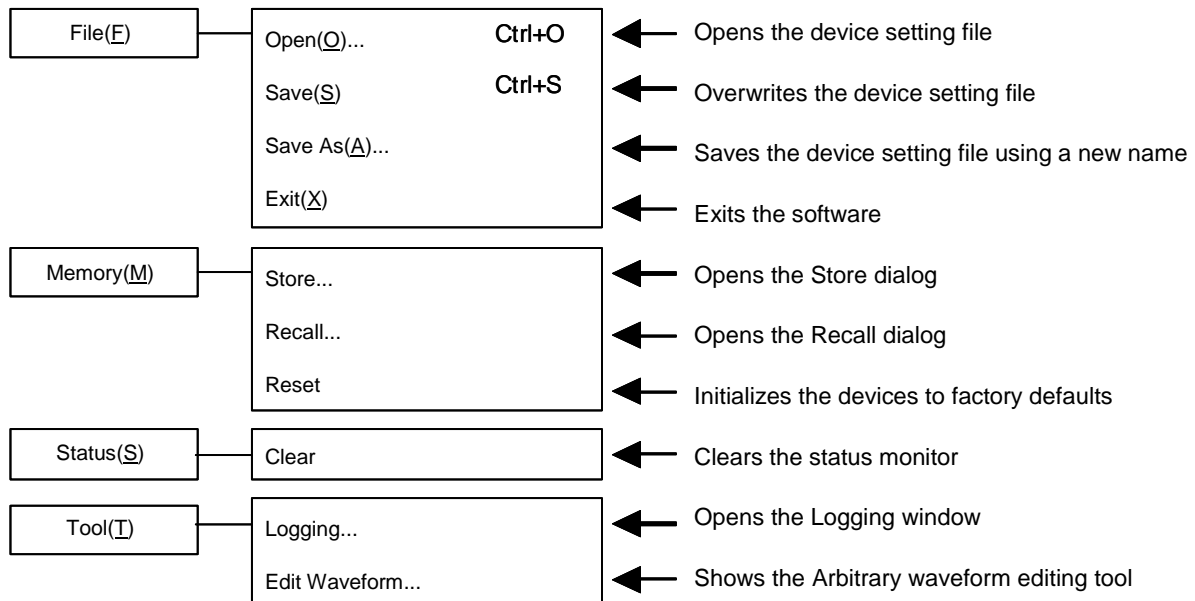 File(F)
Open(O)... Ctrl+O Opens the device setting file
Save(S) Ctrl+S Overwrites the device setting file
Save As(A)... Saves the device setting file using a new name
Exit(X) Exits the software
Memory(M)
Store... Opens the Store dialog
Recall... Opens the Recall dialog
Reset Initializes the devices to factory defaults
Status(S) Clear Clears the status monitor
Tool(T) Logging... Opens the Logging window
Edit Waveform... Shows the Arbitrary waveform editing tool